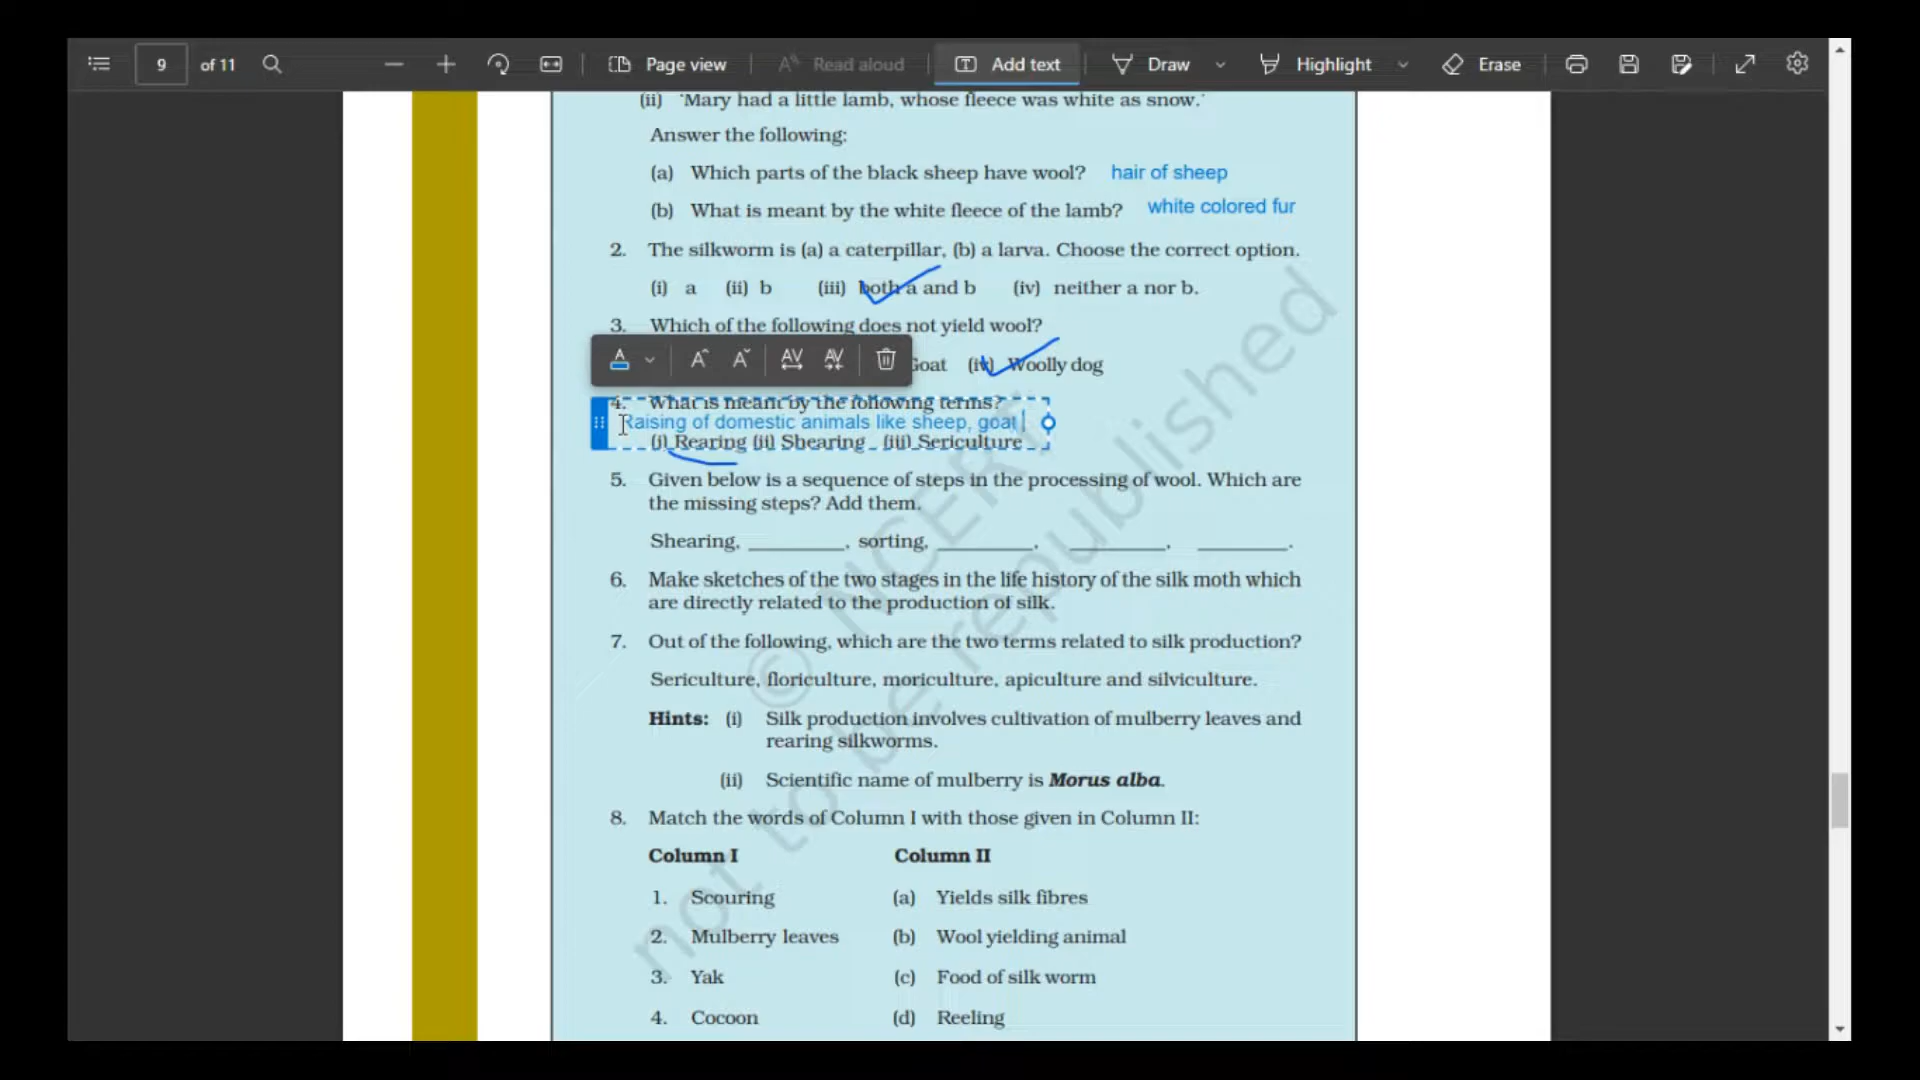 9 of 11 Page view Read aloud Add text Draw Highlight Erase
(ii) 'Mary had a little lamb, whose fleece was white as snow.'
Answer the following:
(a) Which parts of the black sheep have wool? hair of sheep
(b) What is meant by the white fleece of the lamb? white colored fur
2. The silkworm is (a) a caterpillar, (b) a larva. Choose the correct option.
(i) a (ii) b (iii) both a and b (iv) neither a nor b.
3. Which of the following does not yield wool?
Goat (iv) Woolly dog
4. What is meant by the following terms?
Raising of domestic animals like sheep, goat
(i) Rearing (ii) Shearing (iii) Sericulture
5. Given below is a sequence of steps in the processing of wool. Which are
the missing steps? Add them.
Shearing, __________, sorting, __________, __________, __________.
6. Make sketches of the two stages in the life history of the silk moth which
are directly related to the production of silk.
7. Out of the following, which are the two terms related to silk production?
Sericulture, floriculture, moriculture, apiculture and silviculture.
Hints: (i) Silk production involves cultivation of mulberry leaves and
rearing silkworms.
(ii) Scientific name of mulberry is Morus alba.
8. Match the words of Column I with those given in Column II:
Column I Column II
1. Scouring (a) Yields silk fibres
2. Mulberry leaves (b) Wool yielding animal
3. Yak (c) Food of silk worm
4. Cocoon (d) Reeling
© NCERT
not to be republished